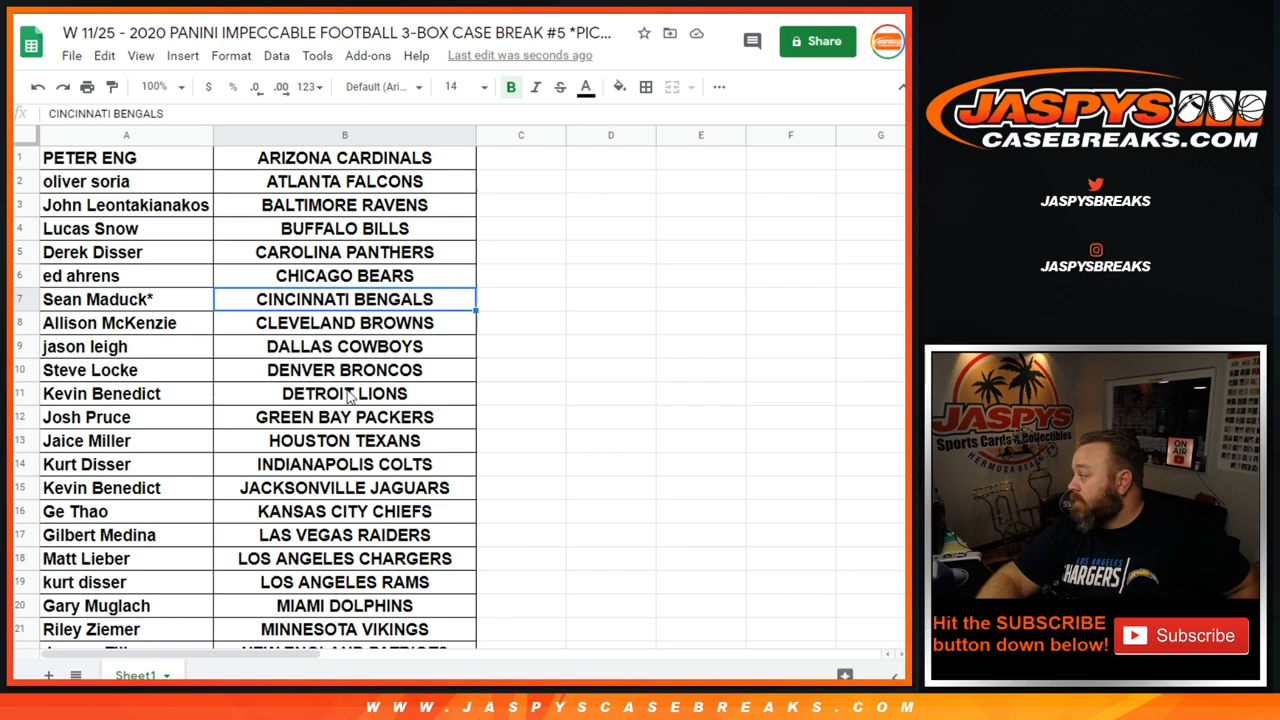 W 11/25 - 2020 PANINI IMPECCABLE FOOTBALL 3-BOX CASE BREAK #5 *PIC...
Share
File Edit View Insert Format Data Tools Add-ons Help Last edit was seconds ago
100% $ % .0 .00 123 Default (Ari... 14 B I S A
fx CINCINNATI BENGALS
A B C D E F G
1 PETER ENG ARIZONA CARDINALS
2 oliver soria ATLANTA FALCONS
3 John Leontakianakos BALTIMORE RAVENS
4 Lucas Snow BUFFALO BILLS
5 Derek Disser CAROLINA PANTHERS
6 ed ahrens CHICAGO BEARS
7 Sean Maduck* CINCINNATI BENGALS
8 Allison McKenzie CLEVELAND BROWNS
9 jason leigh DALLAS COWBOYS
10 Steve Locke DENVER BRONCOS
11 Kevin Benedict DETROIT LIONS
12 Josh Pruce GREEN BAY PACKERS
13 Jaice Miller HOUSTON TEXANS
14 Kurt Disser INDIANAPOLIS COLTS
15 Kevin Benedict JACKSONVILLE JAGUARS
16 Ge Thao KANSAS CITY CHIEFS
17 Gilbert Medina LAS VEGAS RAIDERS
18 Matt Lieber LOS ANGELES CHARGERS
19 kurt disser LOS ANGELES RAMS
20 Gary Muglach MIAMI DOLPHINS
21 Riley Ziemer MINNESOTA VIKINGS
NEW ENGLAND PATRIOTS
Sheet1
JASPYS
CASEBREAKS.COM
JASPYSBREAKS
JASPYSBREAKS
JASPYS
Sports Cards & Collectibles
HERMOSA BEACH
ON AIR
LOS ANGELES
CHARGERS
Hit the SUBSCRIBE
button down below!
Subscribe
WWW.JASPYSCASEBREAKS.COM